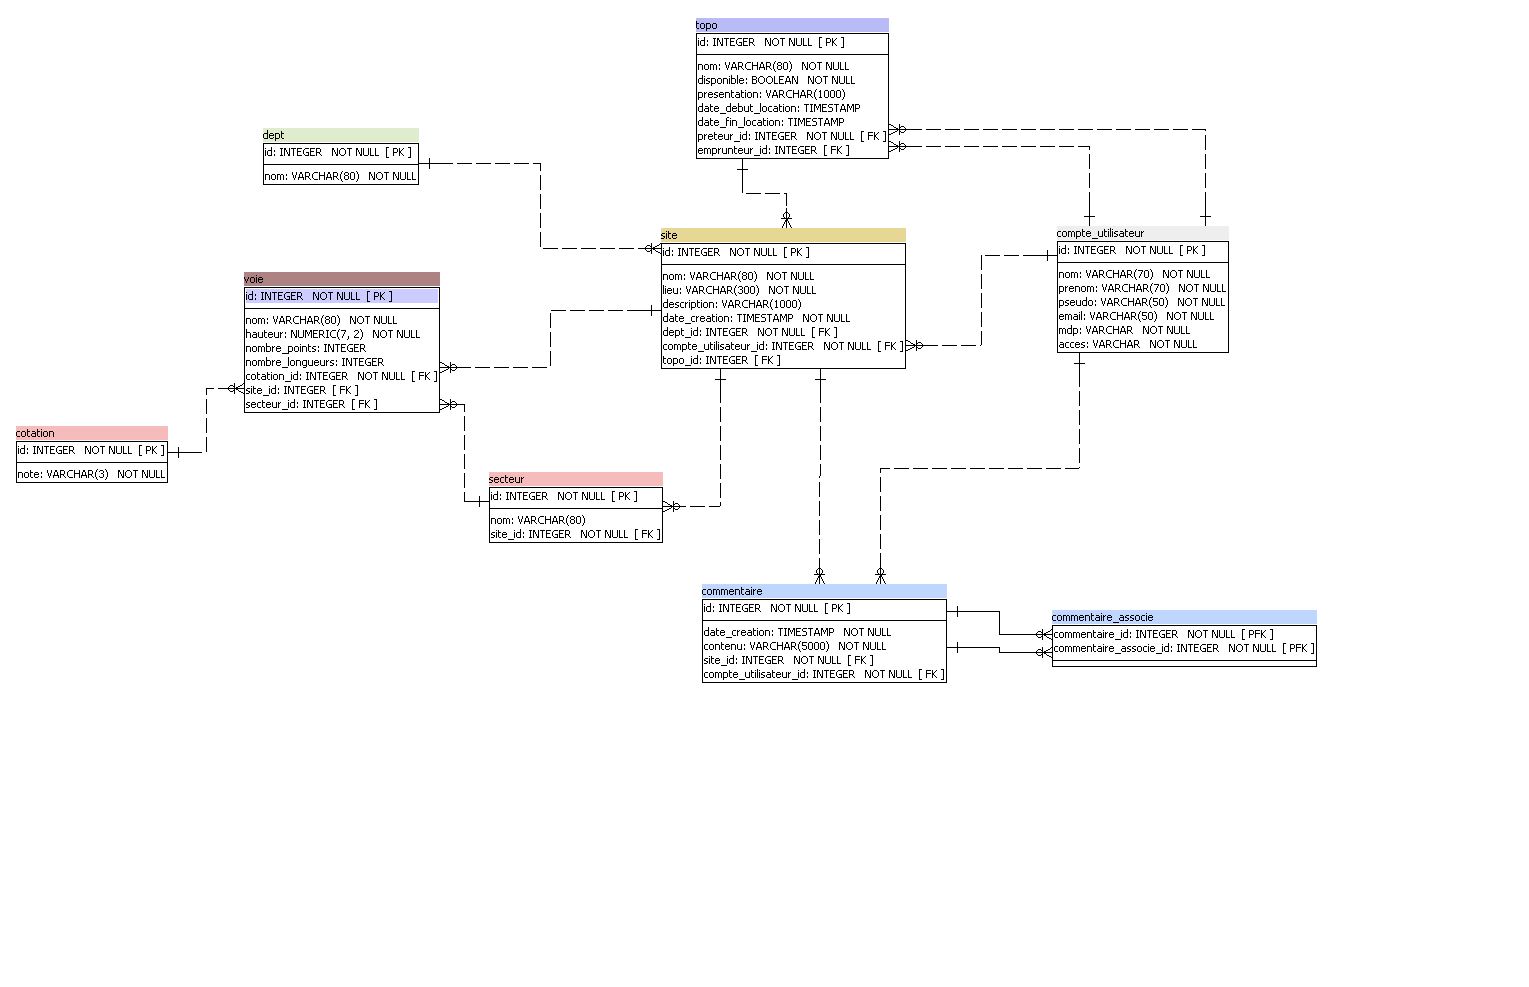 topo
id: INTEGER NOT NULL [ PK ]
nom: VARCHAR(80) NOT NULL
disponible: BOOLEAN NOT NULL
presentation: VARCHAR(1000)
date_debut_location: TIMESTAMP
date_fin_location: TIMESTAMP
preteur_id: INTEGER NOT NULL [ FK ]
emprunteur_id: INTEGER [ FK ]
dept
id: INTEGER NOT NULL [ PK ]
nom: VARCHAR(80) NOT NULL
site
id: INTEGER NOT NULL [ PK ]
nom: VARCHAR(80) NOT NULL
lieu: VARCHAR(300) NOT NULL
description: VARCHAR(1000)
date_creation: TIMESTAMP NOT NULL
dept_id: INTEGER NOT NULL [ FK ]
compte_utilisateur_id: INTEGER NOT NULL [ FK ]
topo_id: INTEGER [ FK ]
compte_utilisateur
id: INTEGER NOT NULL [ PK ]
nom: VARCHAR(70) NOT NULL
prenom: VARCHAR(70) NOT NULL
pseudo: VARCHAR(50) NOT NULL
email: VARCHAR(50) NOT NULL
mdp: VARCHAR NOT NULL
acces: VARCHAR NOT NULL
voie
id: INTEGER NOT NULL [ PK ]
nom: VARCHAR(80) NOT NULL
hauteur: NUMERIC(7, 2) NOT NULL
nombre_points: INTEGER
nombre_longueurs: INTEGER
cotation_id: INTEGER NOT NULL [ FK ]
site_id: INTEGER [ FK ]
secteur_id: INTEGER [ FK ]
cotation
id: INTEGER NOT NULL [ PK ]
note: VARCHAR(3) NOT NULL
secteur
id: INTEGER NOT NULL [ PK ]
nom: VARCHAR(80)
site_id: INTEGER NOT NULL [ FK ]
commentaire
id: INTEGER NOT NULL [ PK ]
date_creation: TIMESTAMP NOT NULL
contenu: VARCHAR(5000) NOT NULL
site_id: INTEGER NOT NULL [ FK ]
compte_utilisateur_id: INTEGER NOT NULL [ FK ]
commentaire_associe
commentaire_id: INTEGER NOT NULL [ PFK ]
commentaire_associe_id: INTEGER NOT NULL [ PFK ]